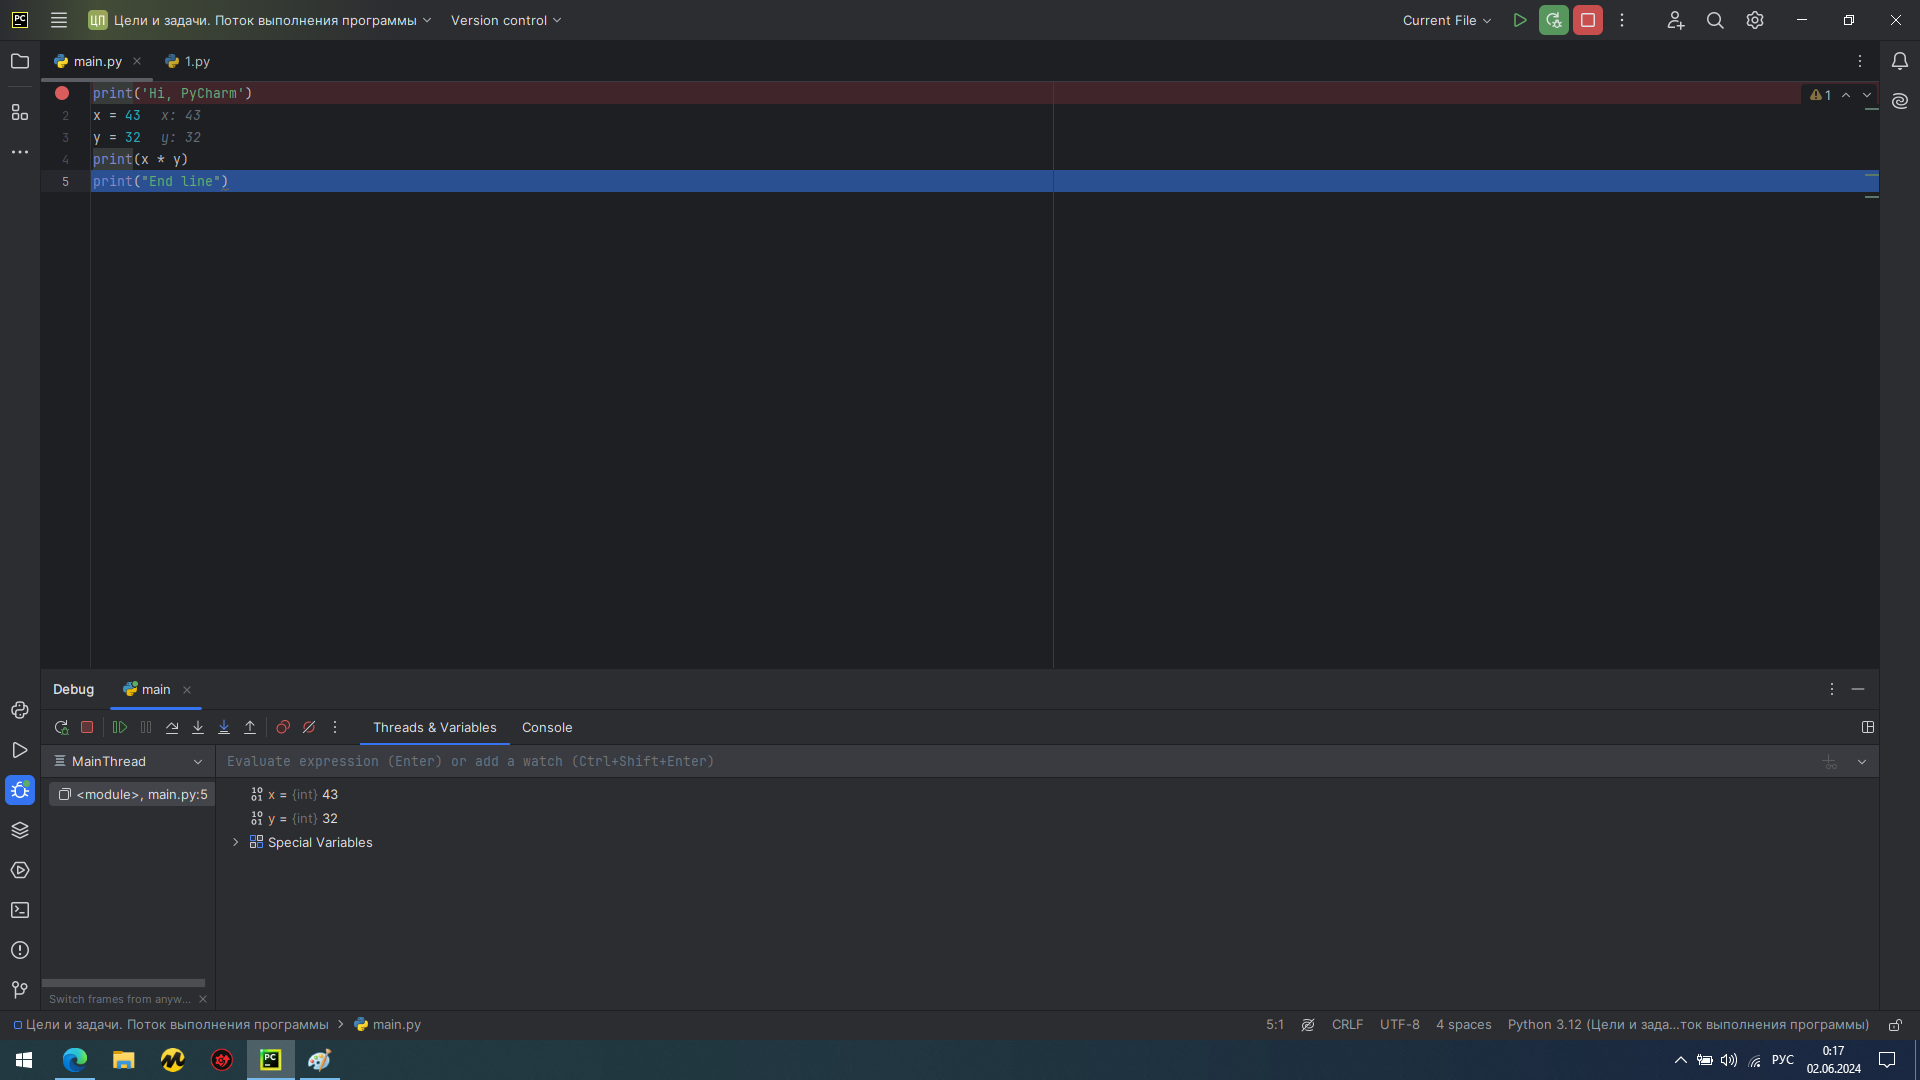 PC ЦП Цели и задачи. Поток выполнения программы Version control Current File
main.py 1.py
print('Hi, PyCharm') 1
2 x = 43 x: 43
3 y = 32 y: 32
4 print(x * y)
5 print("End line")
Debug main
Threads & Variables Console
MainThread Evaluate expression (Enter) or add a watch (Ctrl+Shift+Enter)
<module>, main.py:5 x = {int} 43
y = {int} 32
Special Variables
Switch frames from anyw...
Цели и задачи. Поток выполнения программы main.py 5:1 CRLF UTF-8 4 spaces Python 3.12 (Цели и зада...ток выполнения программы)
PC РУС 0:17
02.06.2024